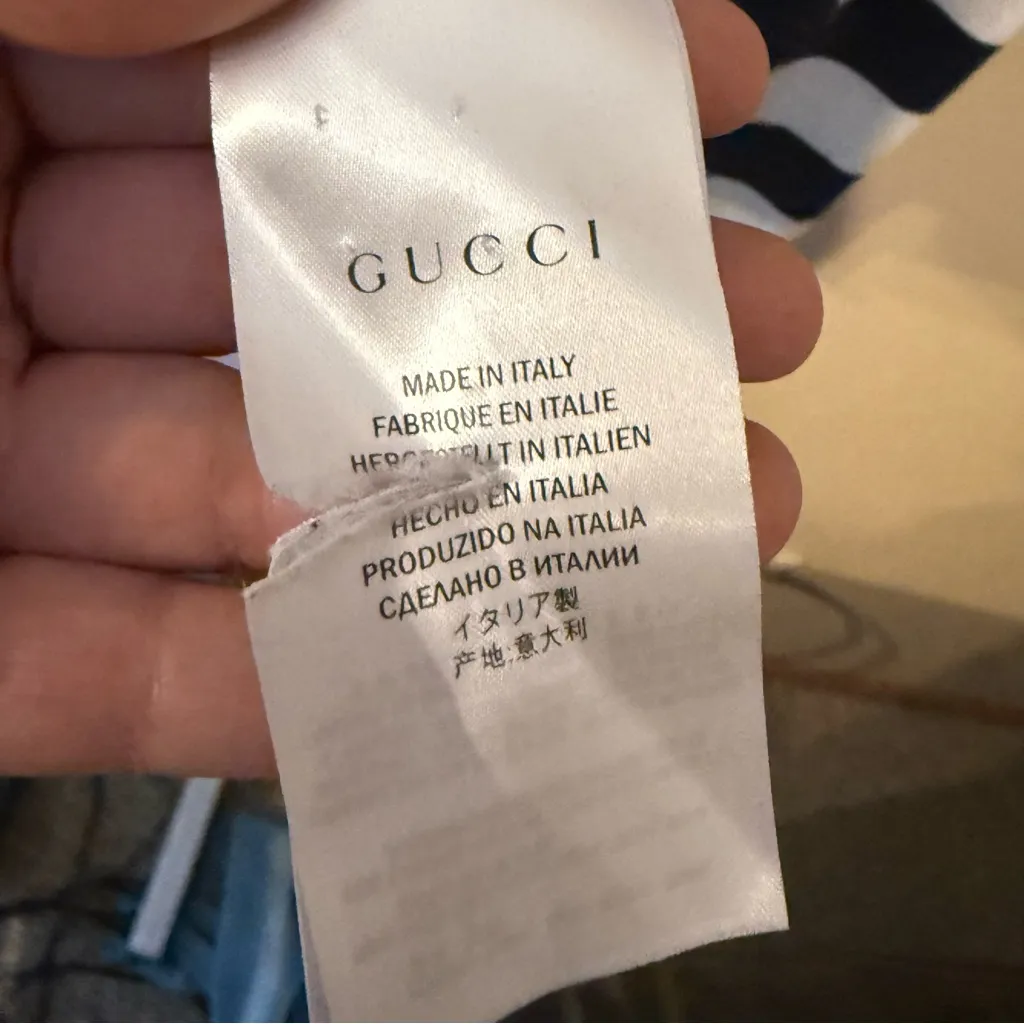 GUCCI
MADE IN ITALY
FABRIQUE EN ITALIE
HERGESTELLT IN ITALIEN
HECHO EN ITALIA
PRODUZIDO NA ITALIA
СДЕЛАНО В ИТАЛИИ
イタリア製
产地:意大利